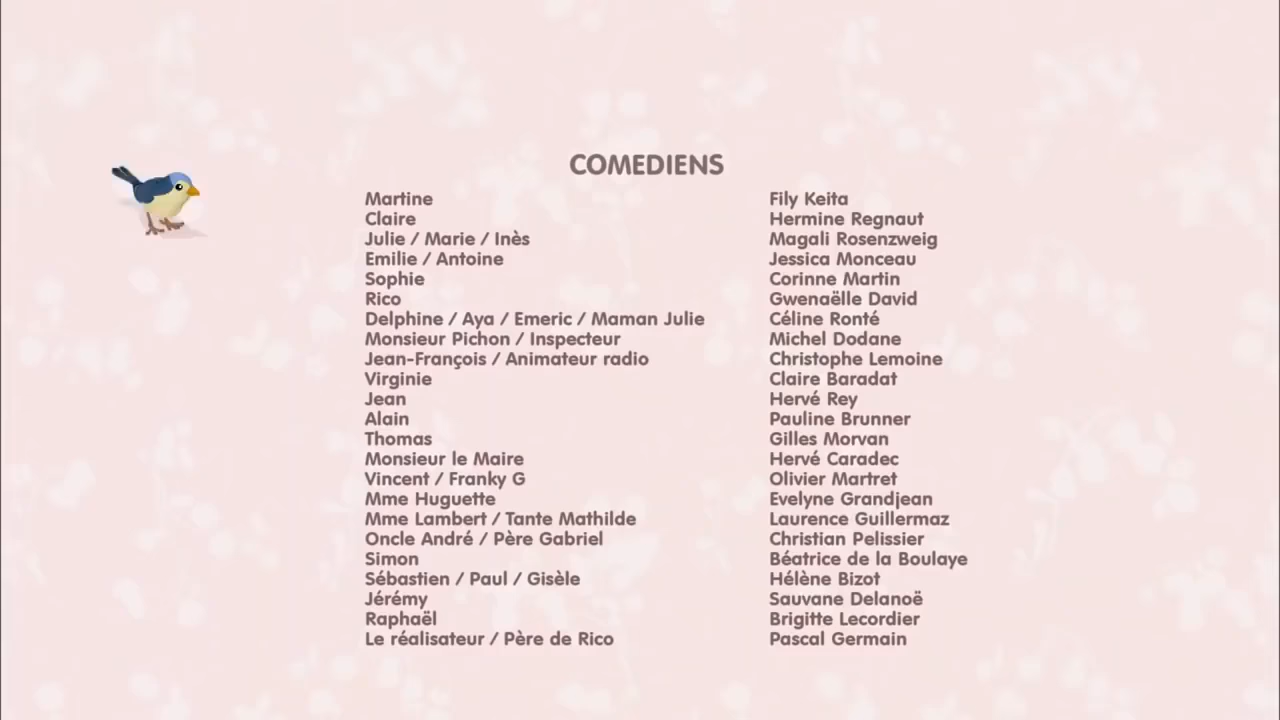 COMEDIENS
Martine Fily Keita
Claire Hermine Regnaut
Julie / Marie / Inès Magali Rosenzweig
Emilie / Antoine Jessica Monceau
Sophie Corinne Martin
Rico Gwenaëlle David
Delphine / Aya / Emeric / Maman Julie Céline Ronté
Monsieur Pichon / Inspecteur Michel Dodane
Jean-François / Animateur radio Christophe Lemoine
Virginie Claire Baradat
Jean Hervé Rey
Alain Pauline Brunner
Thomas Gilles Morvan
Monsieur le Maire Hervé Caradec
Vincent / Franky G Olivier Martret
Mme Huguette Evelyne Grandjean
Mme Lambert / Tante Mathilde Laurence Guillermaz
Oncle André / Père Gabriel Christian Pelissier
Simon Béatrice de la Boulaye
Sébastien / Paul / Gisèle Hélène Bizot
Jérémy Sauvane Delanoë
Raphaël Brigitte Lecordier
Le réalisateur / Père de Rico Pascal Germain